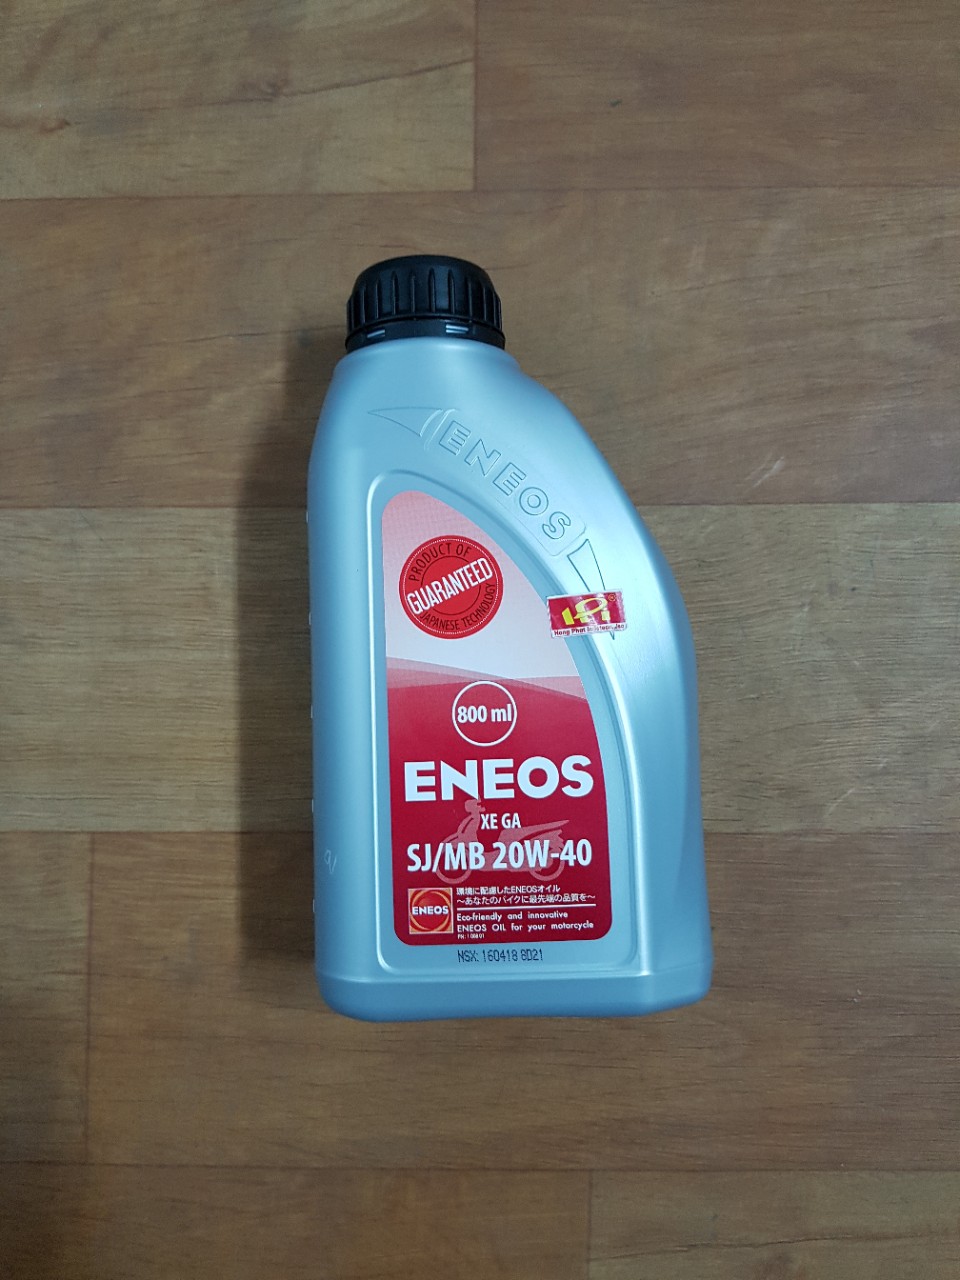 ENEOS
PRODUCT OF
GUARANTEED
JAPANESE TECHNOLOGY
Hong Phat
800 ml
ENEOS
XE GA
SJ/MB 20W-40
環境に配慮したENEOSオイル
～あなたのバイクに最先端の品質を～
ENEOS
Eco-friendly and innovative
ENEOS OIL for your motorcycle
NSX: 160418 8D21